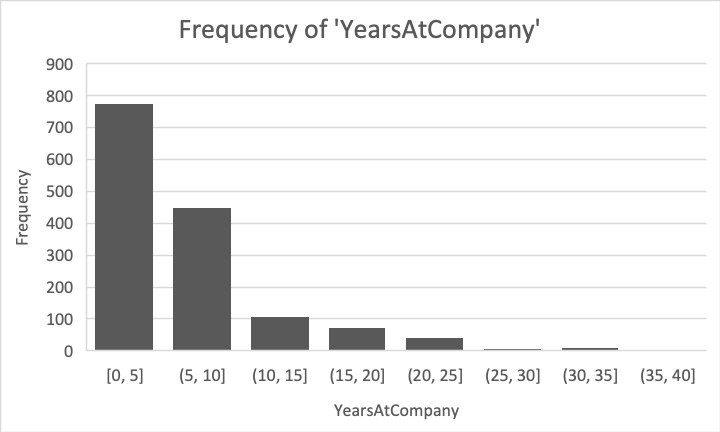 Frequency of 'YearsAtCompany'
900
800
700
600
500
400
300
200
100
0
Frequency
[0, 5] (5, 10] (10, 15] (15, 20] (20, 25] (25, 30] (30, 35] (35, 40]
YearsAtCompany